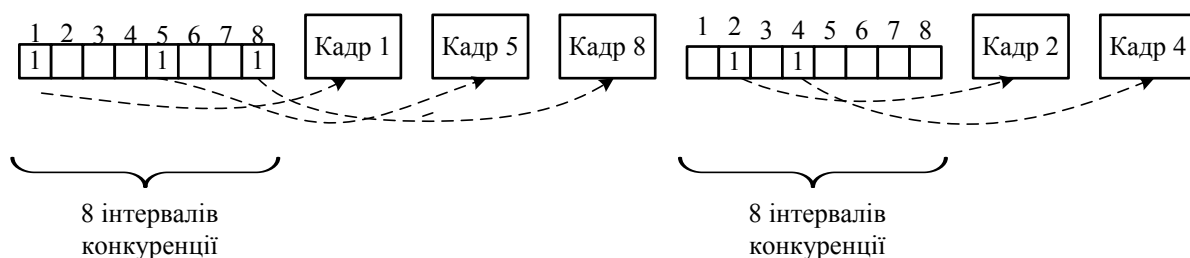 1 2 3 4 5 6 7 8
1 1 1
Кадр 1
Кадр 5
Кадр 8
8 інтервалів
конкуренції
1 2 3 4 5 6 7 8
1 1
Кадр 2
Кадр 4
8 інтервалів
конкуренції